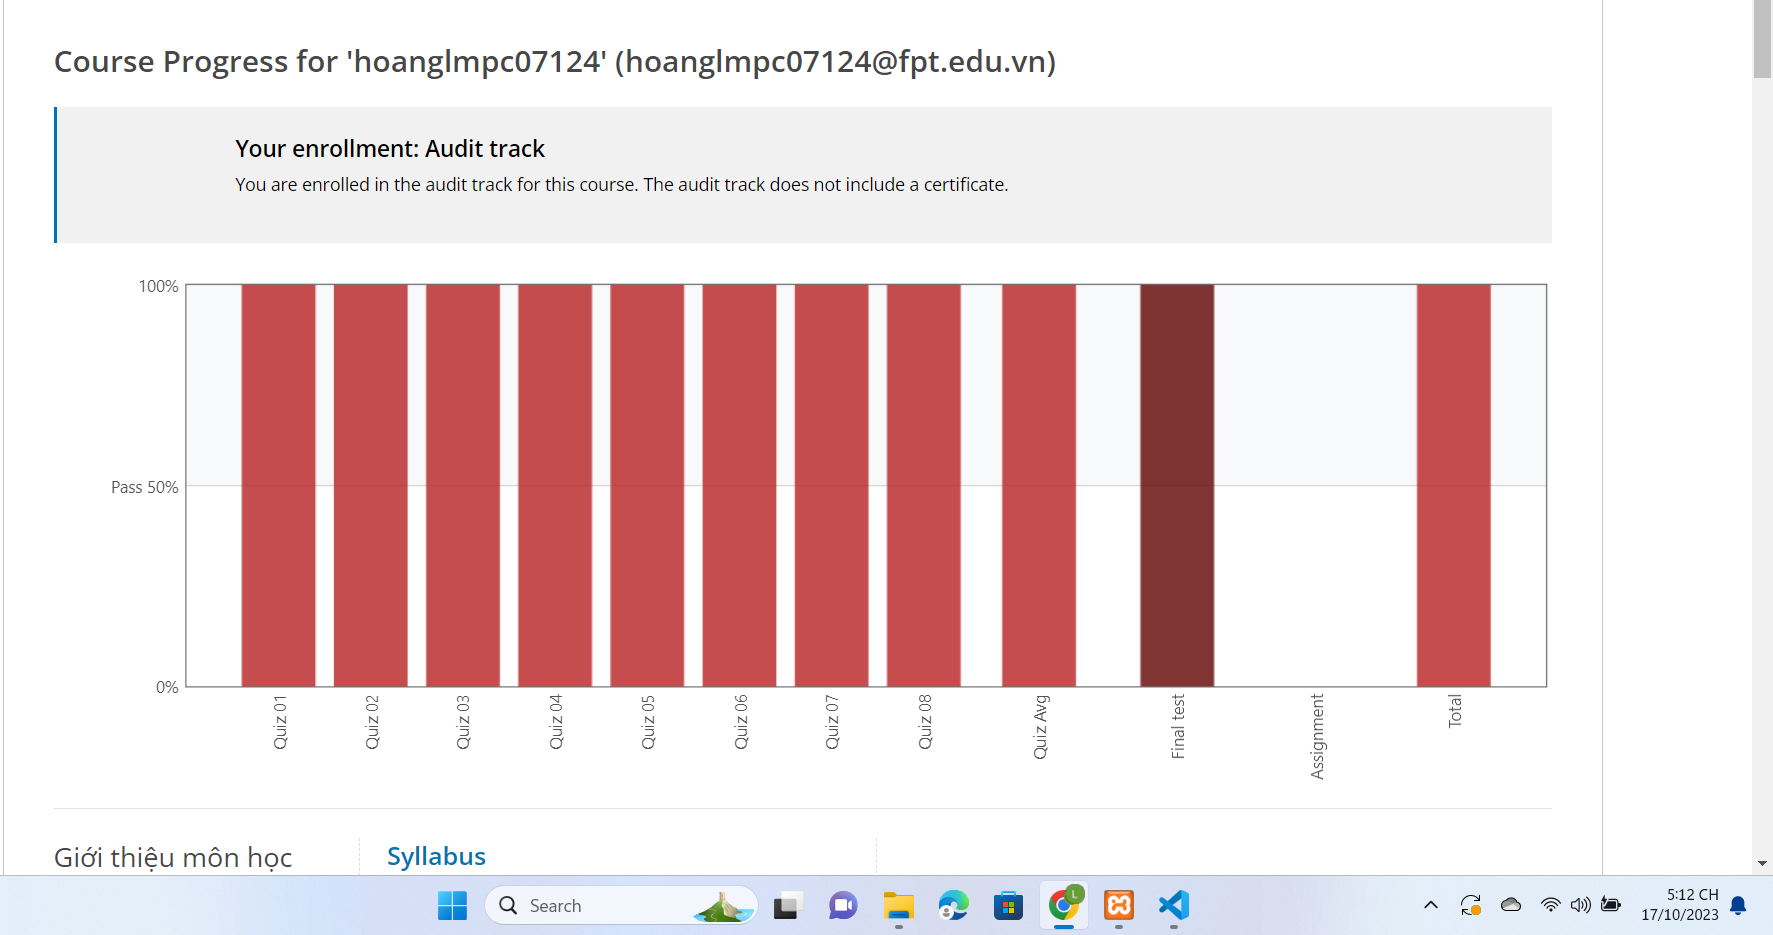 Course Progress for 'hoanglmpc07124' (hoanglmpc07124@fpt.edu.vn)
Your enrollment: Audit track
You are enrolled in the audit track for this course. The audit track does not include a certificate.
100%
Pass 50%
0%
Quiz 01
Quiz 02
Quiz 03
Quiz 04
Quiz 05
Quiz 06
Quiz 07
Quiz 08
Quiz Avg
Final test
Assignment
Total
Giới thiệu môn học
Syllabus
Search
L
5:12 CH
17/10/2023